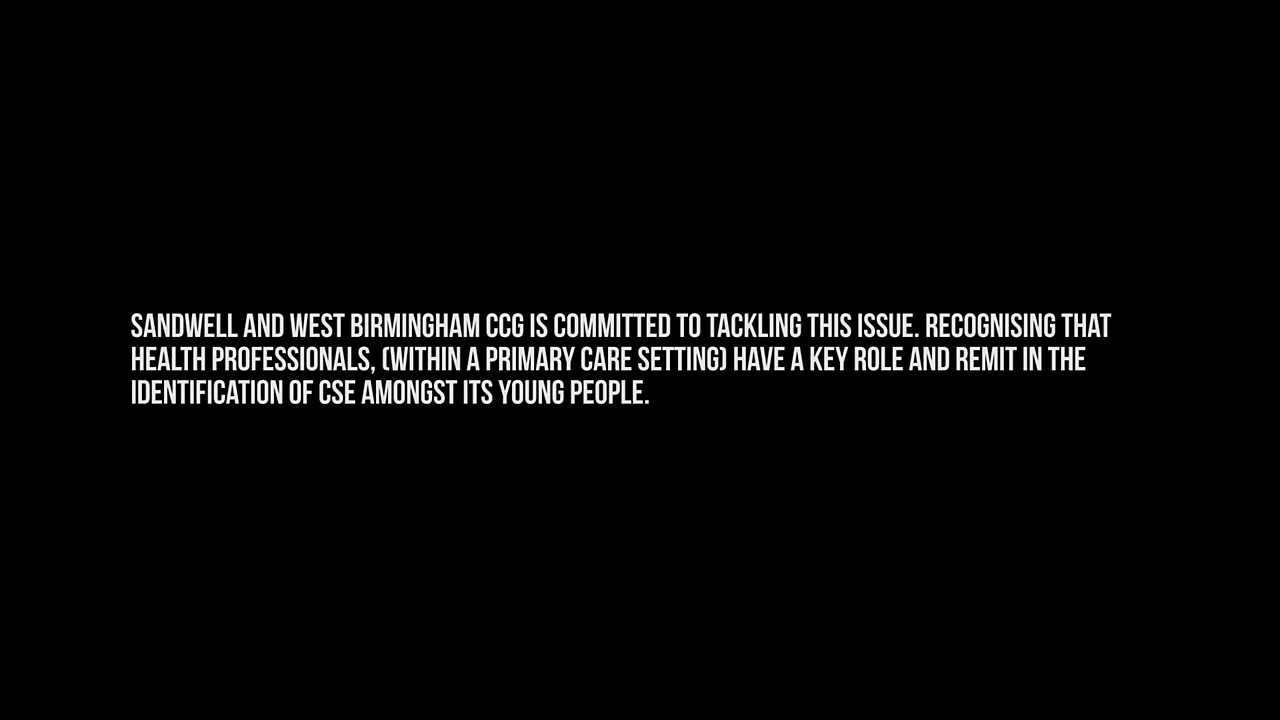 SANDWELL AND WEST BIRMINGHAM CCG IS COMMITTED TO TACKLING THIS ISSUE. RECOGNISING THAT
HEALTH PROFESSIONALS, (WITHIN A PRIMARY CARE SETTING) HAVE A KEY ROLE AND REMIT IN THE
IDENTIFICATION OF CSE AMONGST ITS YOUNG PEOPLE.